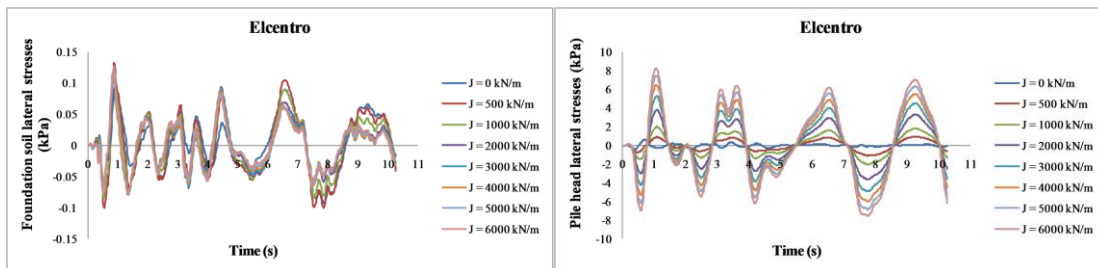 Elcentro
Foundation soil lateral stresses
(kPa)
0.15
0.1
0.05
0
-0.05
-0.1
-0.15
0 1 2 3 4 5 6 7 8 9 10 11
Time (s)
J = 0 kN/m
J = 500 kN/m
J = 1000 kN/m
J = 2000 kN/m
J = 3000 kN/m
J = 4000 kN/m
J = 5000 kN/m
J = 6000 kN/m
Elcentro
Pile head lateral stresses (kPa)
10
8
6
4
2
0
-2
-4
-6
-8
-10
0 1 2 3 4 5 6 7 8 9 10 11
Time (s)
J = 0 kN/m
J = 500 kN/m
J = 1000 kN/m
J = 2000 kN/m
J = 3000 kN/m
J = 4000 kN/m
J = 5000 kN/m
J = 6000 kN/m